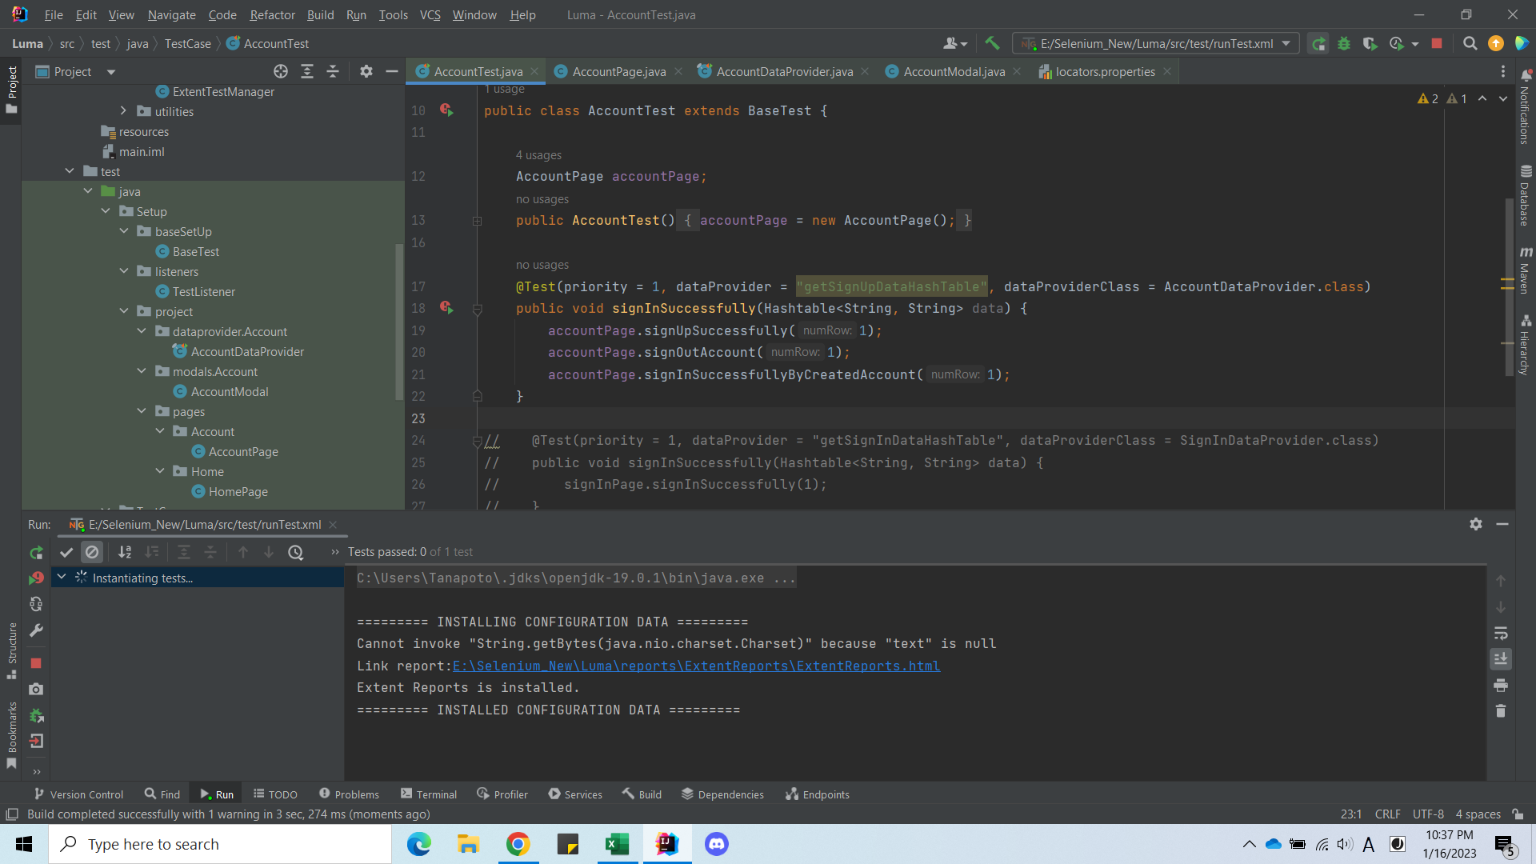 File Edit View Navigate Code Refactor Build Run Tools VCS Window Help Luma - AccountTest.java
Luma src test java TestCase AccountTest E:/Selenium_New/Luma/src/test/runTest.xml
Project
Project AccountTest.java AccountPage.java AccountDataProvider.java AccountModal.java locators.properties
ExtentTestManager
utilities
resources
main.iml
test
java
Setup
baseSetUp
BaseTest
listeners
TestListener
project
dataprovider.Account
AccountDataProvider
modals.Account
AccountModal
pages
Account
AccountPage
Home
HomePage
1 usage
10 public class AccountTest extends BaseTest { 2 1
11
4 usages
12 AccountPage accountPage;
no usages
13 public AccountTest() { accountPage = new AccountPage(); }
16
no usages
17 @Test(priority = 1, dataProvider = "getSignUpDataHashTable", dataProviderClass = AccountDataProvider.class)
18 public void signInSuccessfully(Hashtable<String, String> data) {
19 accountPage.signUpSuccessfully( numRow: 1);
20 accountPage.signOutAccount( numRow: 1);
21 accountPage.signInSuccessfullyByCreatedAccount( numRow: 1);
22 }
23
24 // @Test(priority = 1, dataProvider = "getSignInDataHashTable", dataProviderClass = SignInDataProvider.class)
25 // public void signInSuccessfully(Hashtable<String, String> data) {
26 // signInPage.signInSuccessfully(1);
27 // }
Notifications
Database
m Maven
Hierarchy
Run: E:/Selenium_New/Luma/src/test/runTest.xml
Tests passed: 0 of 1 test
Instantiating tests...
C:\Users\Tanapoto\.jdks\openjdk-19.0.1\bin\java.exe ...
========= INSTALLING CONFIGURATION DATA =========
Cannot invoke "String.getBytes(java.nio.charset.Charset)" because "text" is null
Link report:E:\Selenium_New\Luma\reports\ExtentReports\ExtentReports.html
Extent Reports is installed.
========= INSTALLED CONFIGURATION DATA =========
Structure
Bookmarks
Version Control Find Run TODO Problems Terminal Profiler Services Build Dependencies Endpoints
Build completed successfully with 1 warning in 3 sec, 274 ms (moments ago) 23:1 CRLF UTF-8 4 spaces
Type here to search
A
10:37 PM
1/16/2023
5